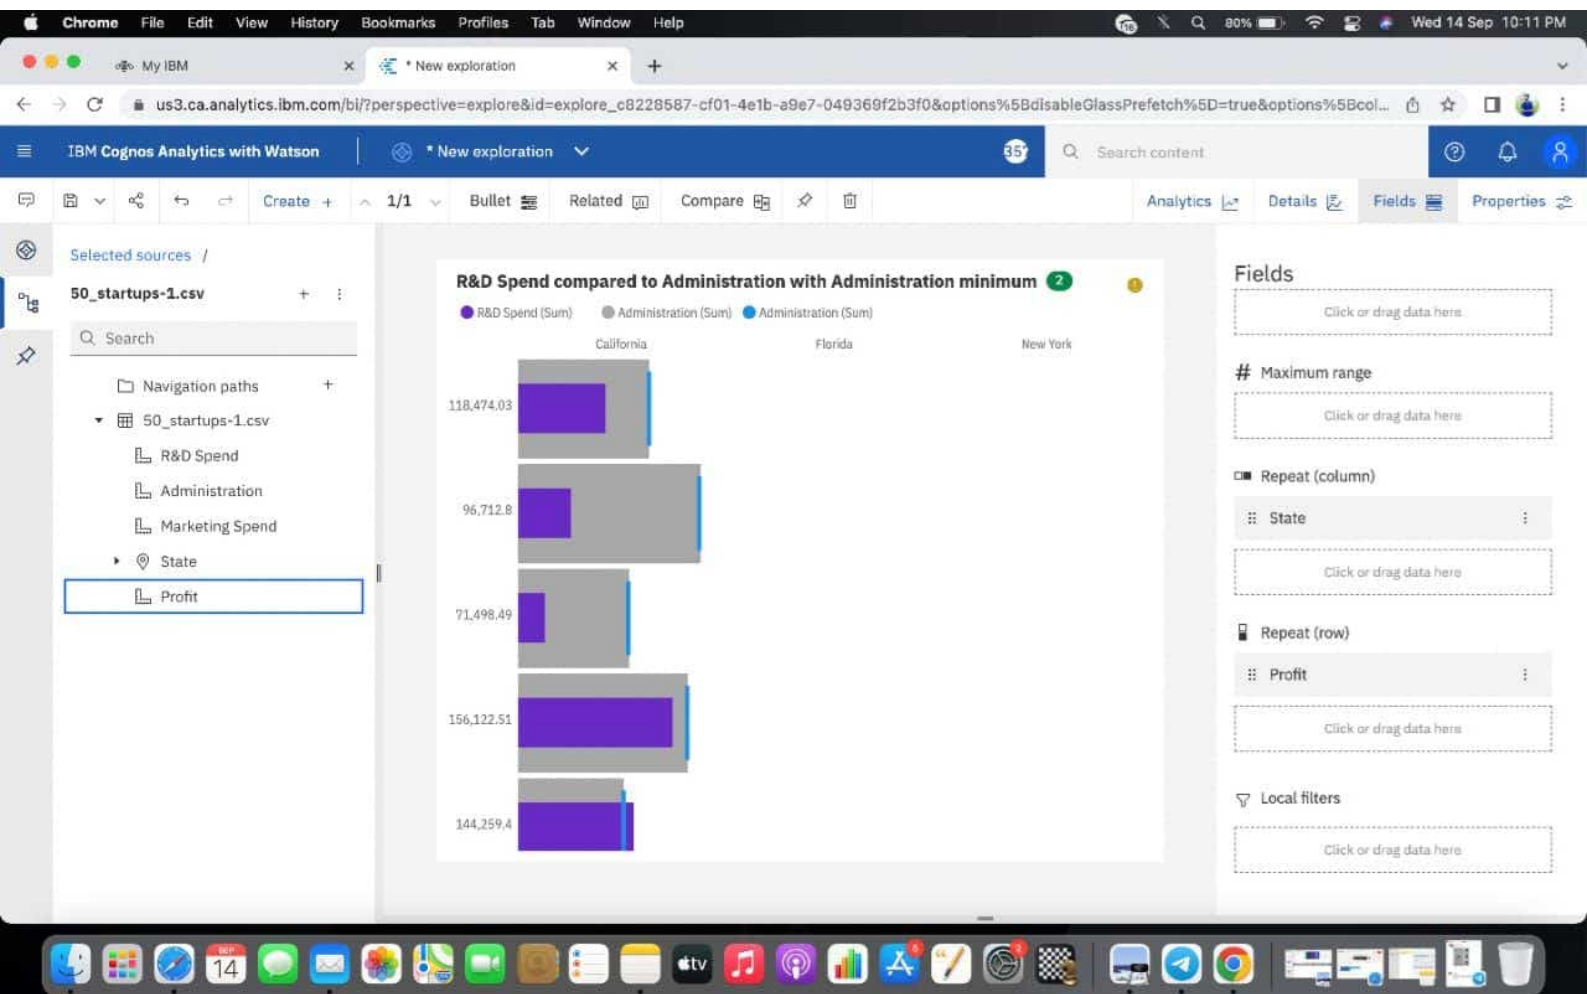 Chrome File Edit View History Bookmarks Profiles Tab Window Help 80% Wed 14 Sep 10:11 PM
My IBM * New exploration
us3.ca.analytics.ibm.com/bi/?perspective=explore&id=explore_c8228587-cf01-4e1b-a9e7-049369f2b3f0&options%5BdisableGlassPrefetch%5D=true&options%5Bcol...
IBM Cognos Analytics with Watson * New exploration Search content
Create + 1/1 Bullet Related Compare Analytics Details Fields Properties
Selected sources /
50_startups-1.csv
Search
Navigation paths
50_startups-1.csv
R&D Spend
Administration
Marketing Spend
State
Profit
R&D Spend compared to Administration with Administration minimum 2
R&D Spend (Sum) Administration (Sum) Administration (Sum)
California Florida New York
118,474.03
96,712.8
71,498.49
156,122.51
144,259.4
Fields
Click or drag data here
# Maximum range
Click or drag data here
Repeat (column)
State
Click or drag data here
Repeat (row)
Profit
Click or drag data here
Local filters
Click or drag data here
SEP
14
tv